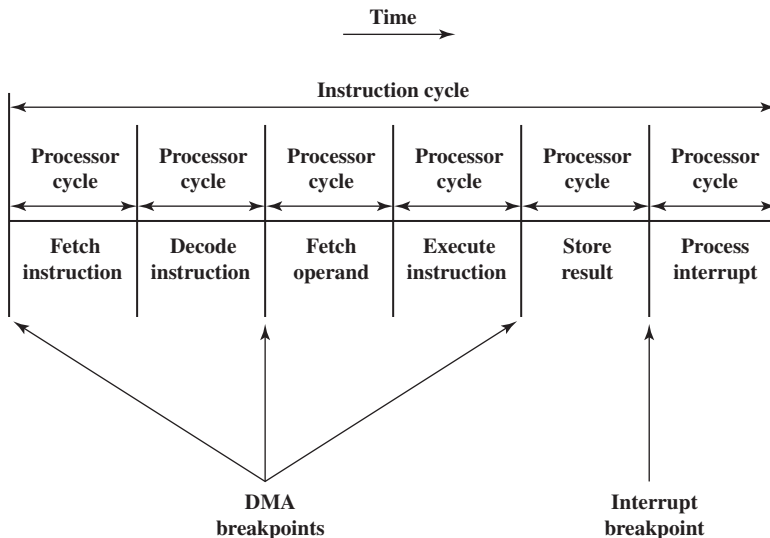 Time
Instruction cycle
Processor
cycle
Processor
cycle
Processor
cycle
Processor
cycle
Processor
cycle
Processor
cycle
Fetch
instruction
Decode
instruction
Fetch
operand
Execute
instruction
Store
result
Process
interrupt
DMA
breakpoints
Interrupt
breakpoint